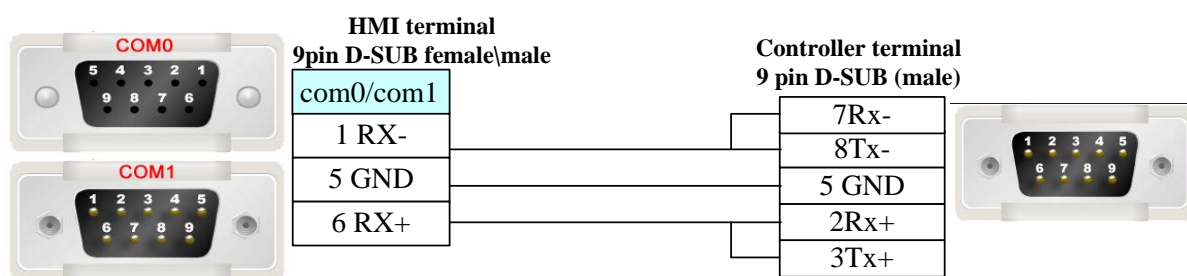 COM0
5 4 3 2 1
9 8 7 6
COM1
1 2 3 4 5
6 7 8 9
HMI terminal
9pin D-SUB female\male
com0/com1
1 RX-
5 GND
6 RX+
Controller terminal
9 pin D-SUB (male)
7Rx-
8Tx-
5 GND
2Rx+
3Tx+
1 2 3 4 5
6 7 8 9